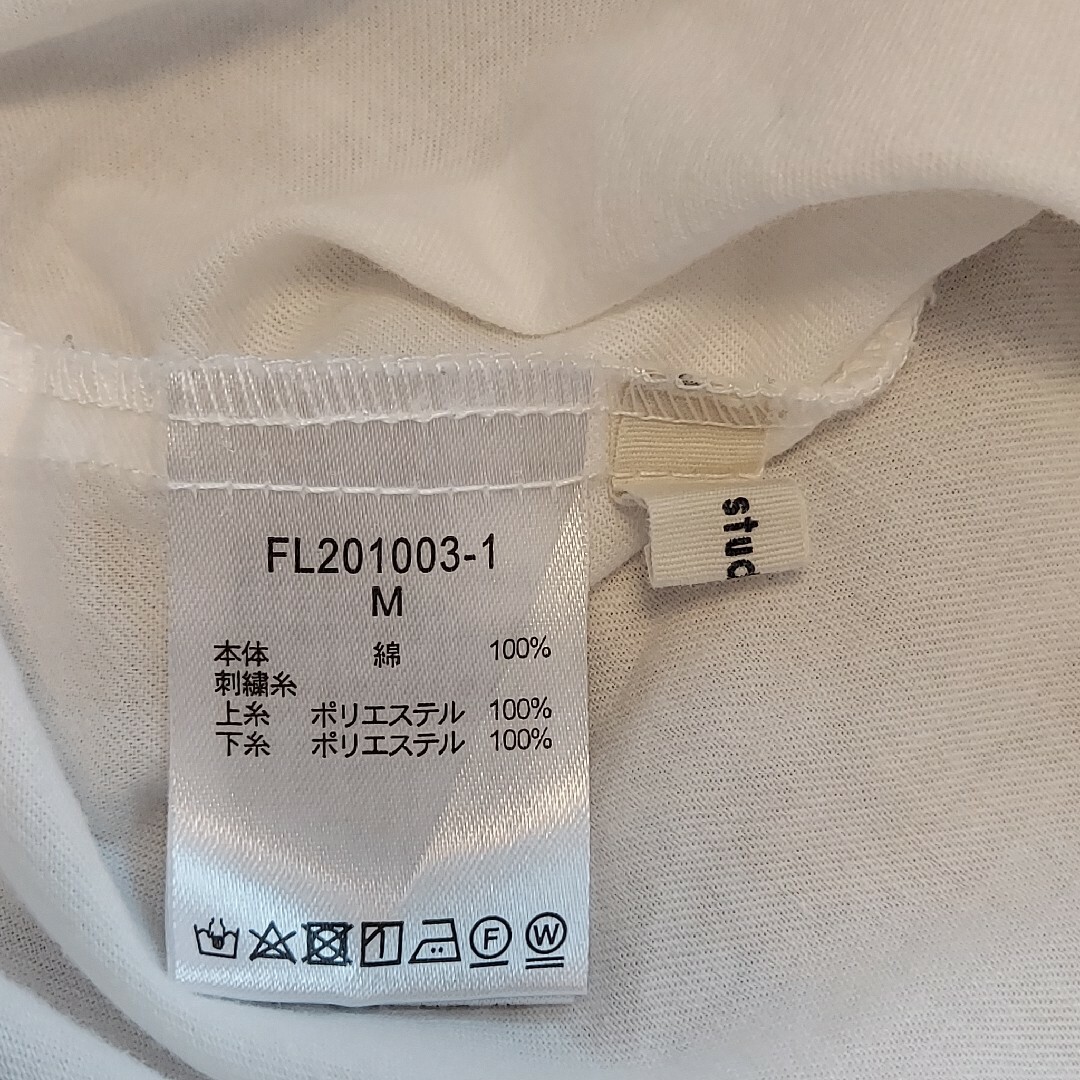 FL201003-1
M
本体 綿 100%
刺繍糸
上糸 ポリエステル 100%
下糸 ポリエステル 100%
F W
stud